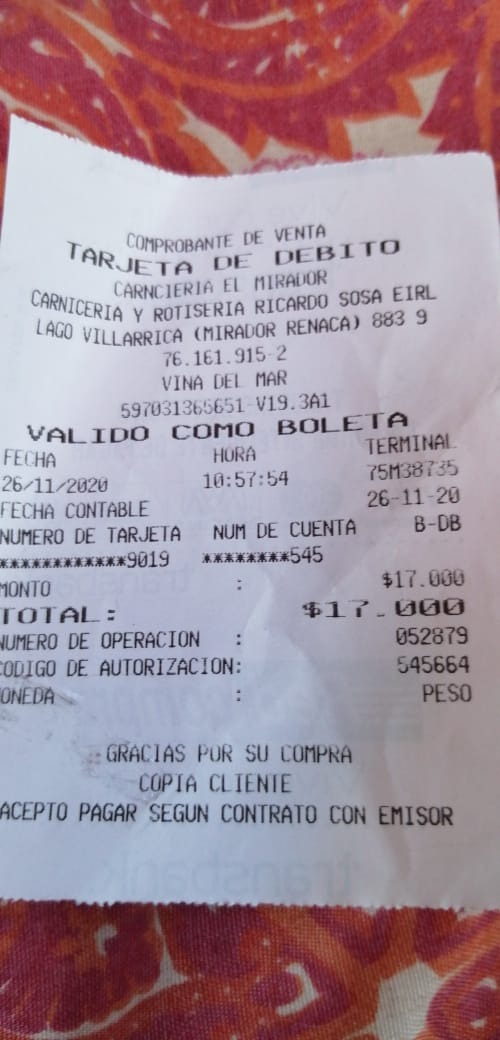 COMPROBANTE DE VENTA
TARJETA DE DEBITO
CARNCIERIA EL MIRADOR
CARNICERIA Y ROTISERIA RICARDO SOSA EIRL
LAGO VILLARRICA (MIRADOR RENACA) 883 9
76.161.915-2
VINA DEL MAR
597031365651-V19.3A1
VALIDO COMO BOLETA
FECHA HORA TERMINAL
26/11/2020 10:57:54 75M38735
FECHA CONTABLE 26-11-20
NUMERO DE TARJETA NUM DE CUENTA B-DB
************9019 ********545
MONTO : $17.000
TOTAL: $17.000
NUMERO DE OPERACION : 052879
CODIGO DE AUTORIZACION: 545664
MONEDA : PESO
GRACIAS POR SU COMPRA
COPIA CLIENTE
ACEPTO PAGAR SEGUN CONTRATO CON EMISOR
transbank